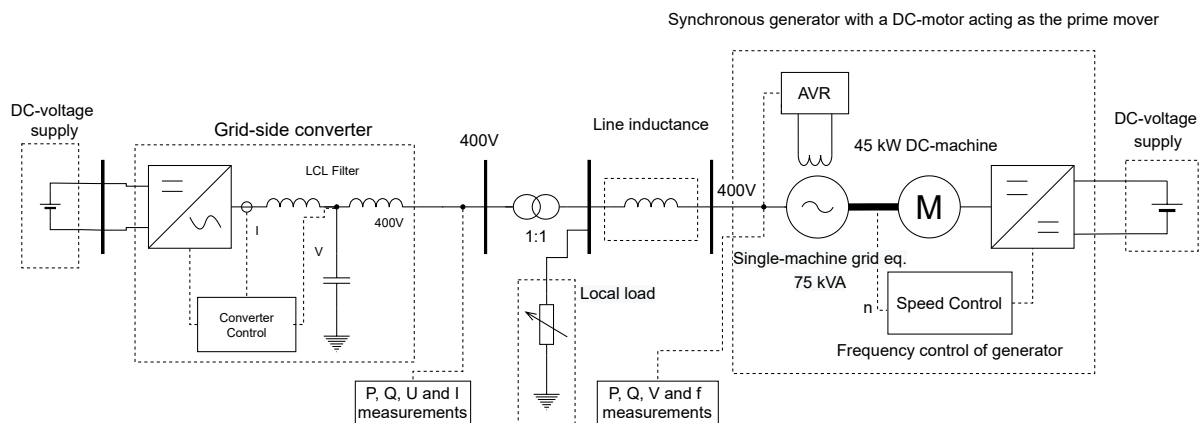 Synchronous generator with a DC-motor acting as the prime mover
DC-voltage
supply
Grid-side converter
LCL Filter
400V
I
V
Converter
Control
400V
1:1
Line inductance
400V
AVR
45 kW DC-machine
M
DC-voltage
supply
Single-machine grid eq.
75 kVA
Local load
n
Speed Control
Frequency control of generator
P, Q, U and I
measurements
P, Q, V and f
measurements